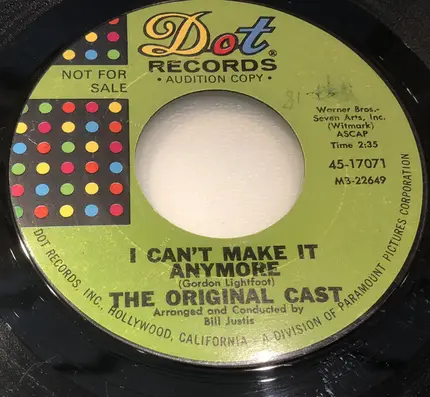 Dot®
RECORDS
• AUDITION COPY •
NOT FOR
SALE
Warner Bros.-
Seven Arts, Inc.
(Witmark)
ASCAP
Time 2:35
45-17071
MB-22649
I CAN'T MAKE IT
ANYMORE
(Gordon Lightfoot)
THE ORIGINAL CAST
Arranged and Conducted by
Bill Justis
DOT RECORDS, INC. HOLLYWOOD, CALIFORNIA - A DIVISION OF PARAMOUNT PICTURES CORPORATION